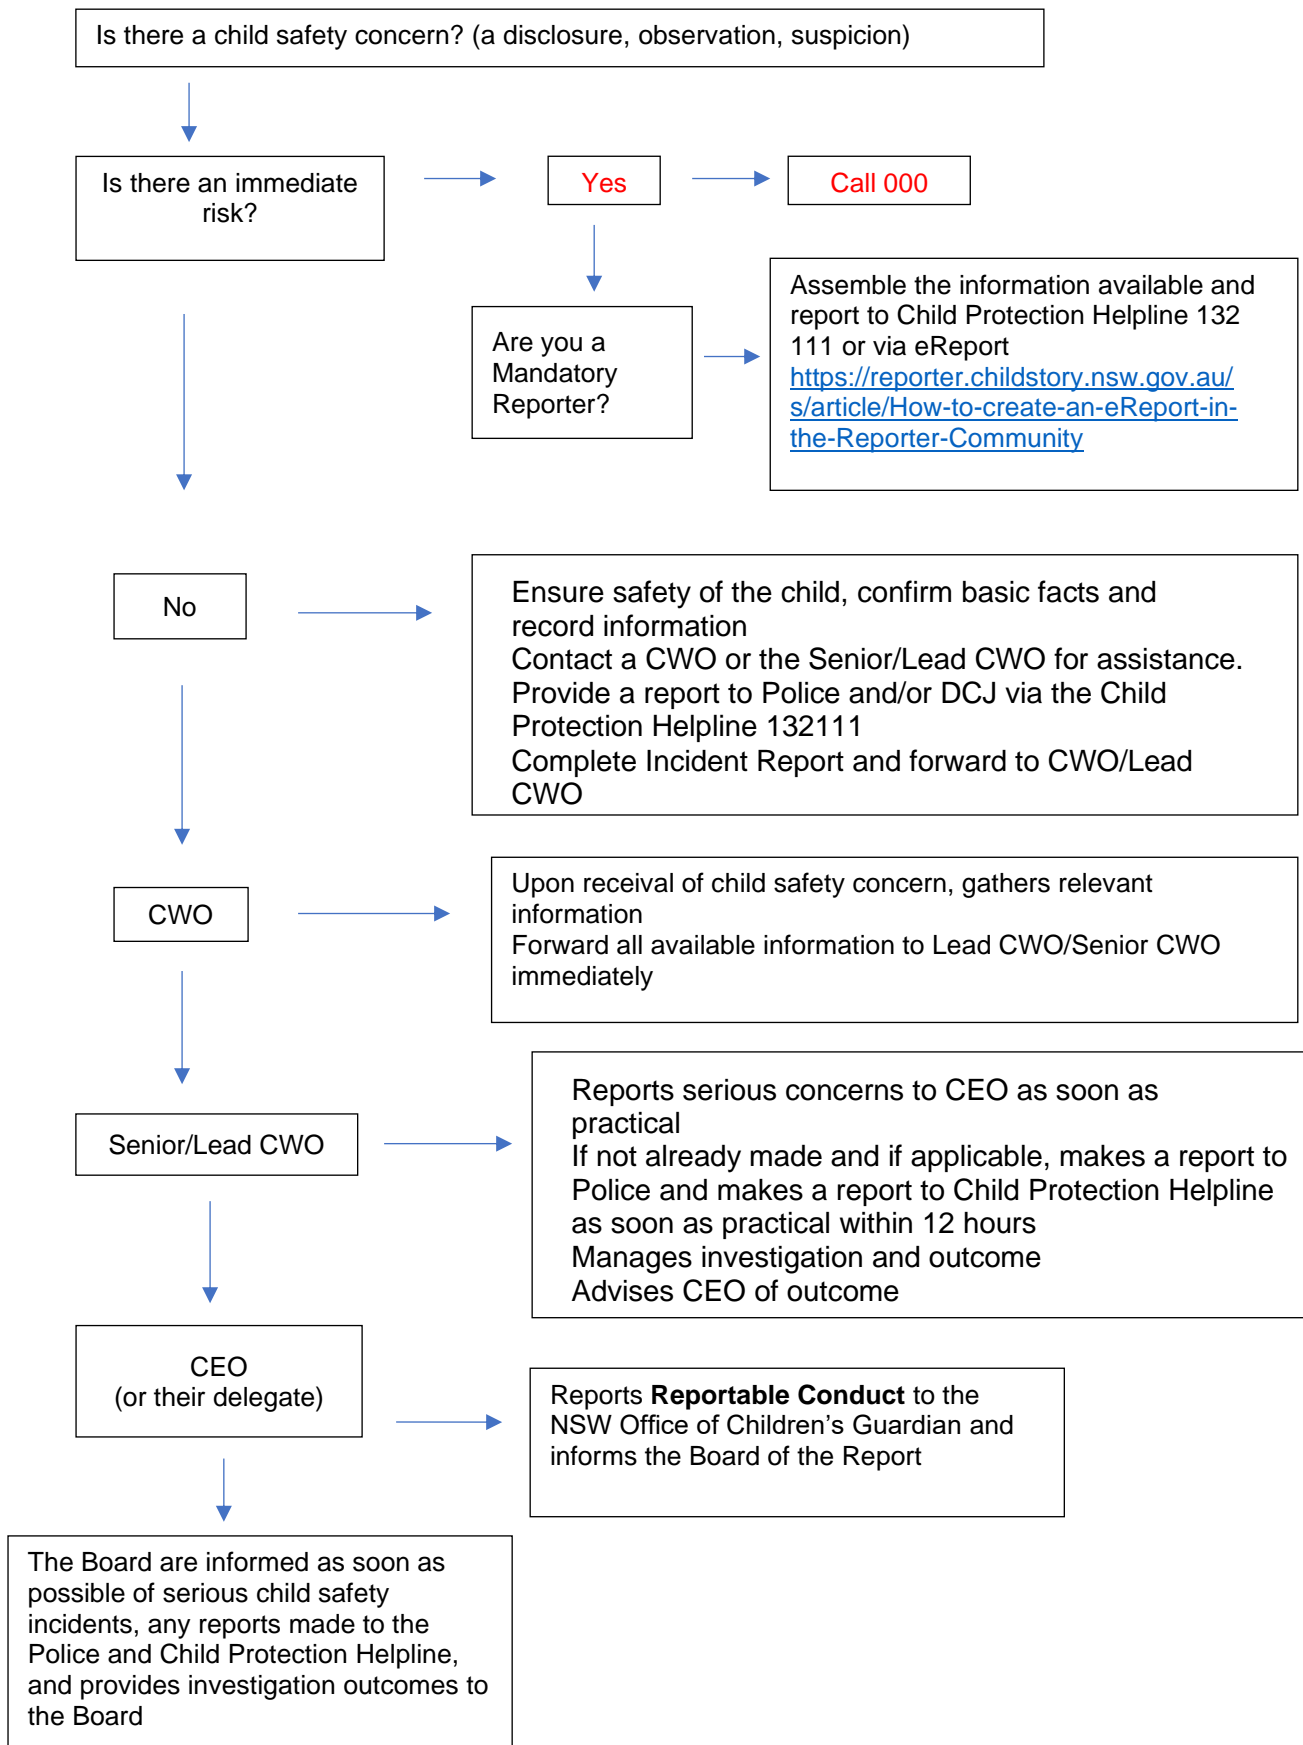 Is there a child safety concern? (a disclosure, observation, suspicion)
Is there an immediate
risk?
Yes
Call 000
Are you a
Mandatory
Reporter?
Assemble the information available and
report to Child Protection Helpline 132
111 or via eReport
https://reporter.childstory.nsw.gov.au/
s/article/How-to-create-an-eReport-in-
the-Reporter-Community
No
Ensure safety of the child, confirm basic facts and
record information
Contact a CWO or the Senior/Lead CWO for assistance.
Provide a report to Police and/or DCJ via the Child
Protection Helpline 132111
Complete Incident Report and forward to CWO/Lead
CWO
CWO
Upon receival of child safety concern, gathers relevant
information
Forward all available information to Lead CWO/Senior CWO
immediately
Senior/Lead CWO
Reports serious concerns to CEO as soon as
practical
If not already made and if applicable, makes a report to
Police and makes a report to Child Protection Helpline
as soon as practical within 12 hours
Manages investigation and outcome
Advises CEO of outcome
CEO
(or their delegate)
Reports Reportable Conduct to the
NSW Office of Children’s Guardian and
informs the Board of the Report
The Board are informed as soon as
possible of serious child safety
incidents, any reports made to the
Police and Child Protection Helpline,
and provides investigation outcomes to
the Board